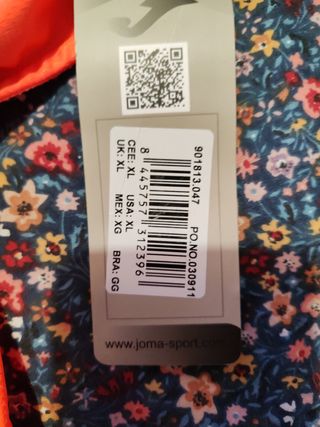 901813.047
PO.NO.030911
8 445757 312396
CEE: XL USA: XL BRA: GG
UK: XL MEX: XG
www.joma-sport.com